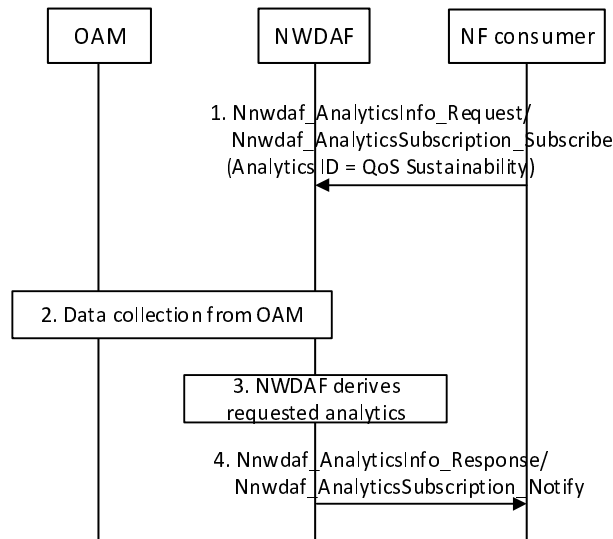 OAM
NWDAF
NF consumer
1. Nnwdaf_AnalyticsInfo_Request/
Nnwdaf_AnalyticsSubscription_Subscribe
(Analytics ID = QoS Sustainability)
2. Data collection from OAM
3. NWDAF derives
requested analytics
4. Nnwdaf_AnalyticsInfo_Response/
Nnwdaf_AnalyticsSubscription_Notify